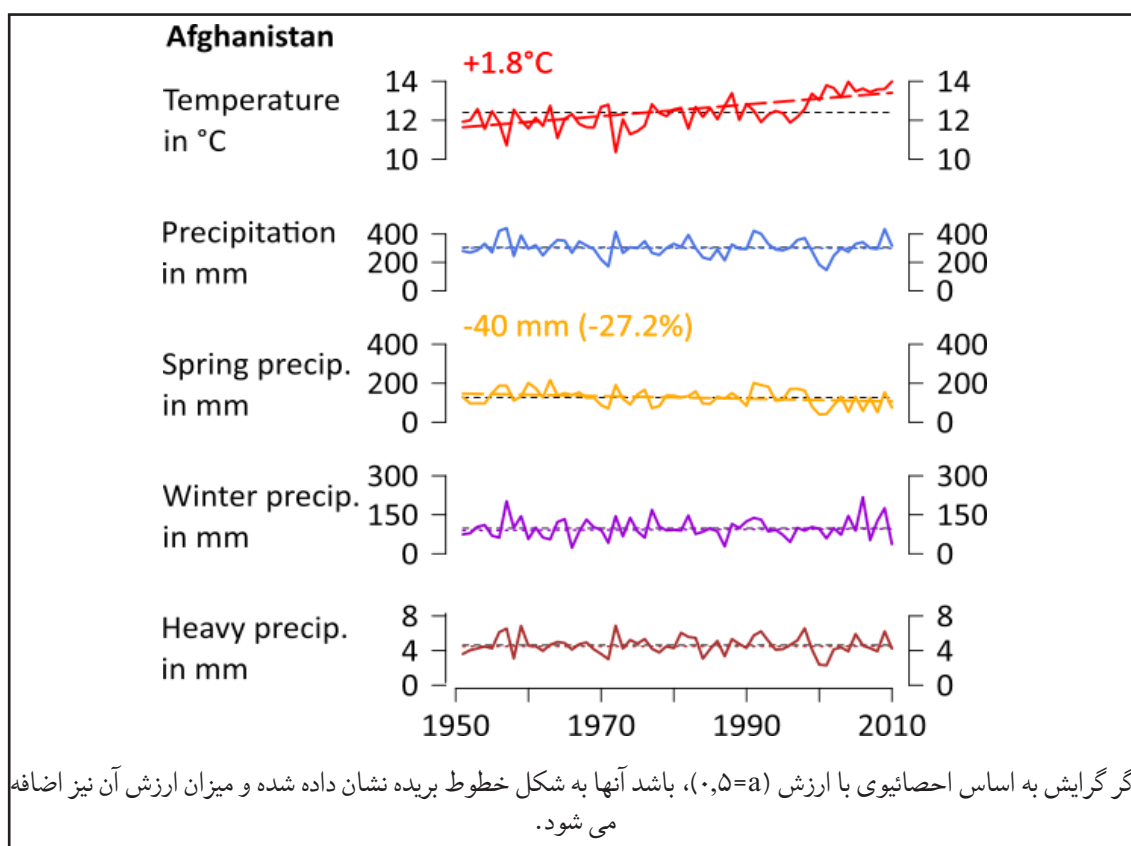 Afghanistan
+1.8°C
Temperature
in °C
14
12
10
14
12
10
Precipitation
in mm
400
200
0
400
200
0
-40 mm (-27.2%)
Spring precip.
in mm
400
200
0
400
200
0
Winter precip.
in mm
300
150
0
300
150
0
Heavy precip.
in mm
8
4
0
8
4
0
1950 1970 1990 2010
گر گرایش به اساس احصائیوی با ارزش (a=۰,۵)، باشد آنها به شکل خطوط بریده نشان داده شده و میزان ارزش آن نیز اضافه
می شود.